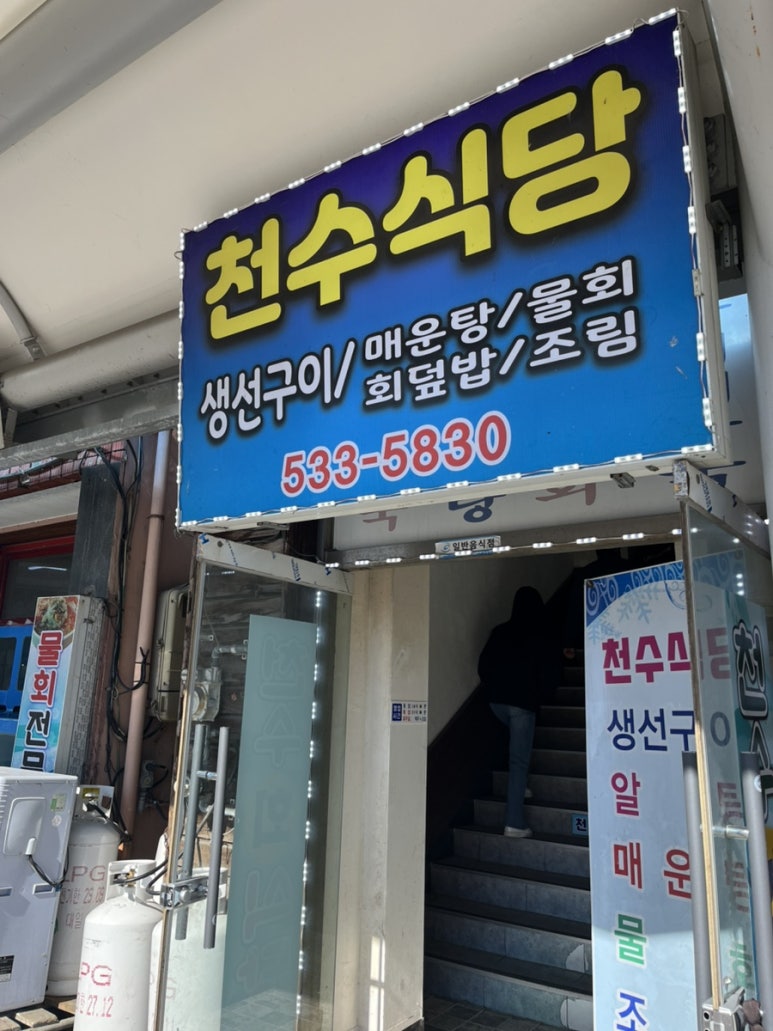 천수식당
생선구이/매운탕/물회
회덮밥/조림
533-5830
일반음식점
물회전
천수식당
생선구이
알
매운
물
조
LPG